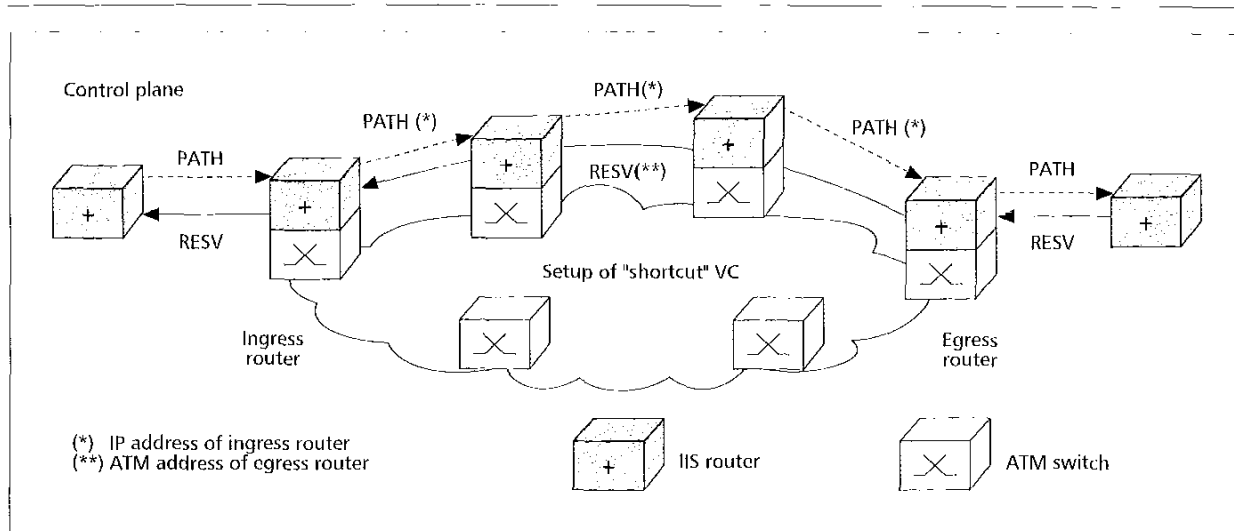 Control plane
PATH
PATH (*)
PATH(*)
PATH (*)
PATH
RESV
RESV(**)
RESV
Setup of "shortcut" VC
Ingress
router
Egress
router
(*) IP address of ingress router
(**) ATM address of egress router
IIS router
ATM switch